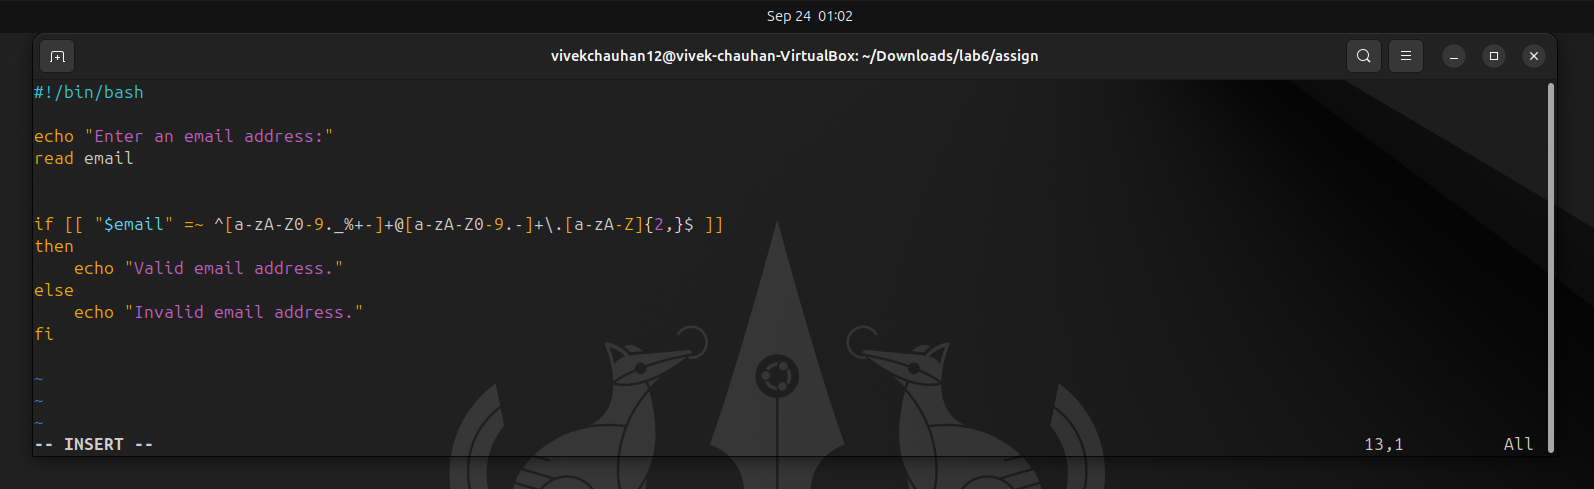 Sep 24 01:02
vivekchauhan12@vivek-chauhan-VirtualBox: ~/Downloads/lab6/assign
#!/bin/bash
echo "Enter an email address:"
read email
if [[ "$email" =~ ^[a-zA-Z0-9._%+-]+@[a-zA-Z0-9.-]+\.[a-zA-Z]{2,}$ ]]
then
    echo "Valid email address."
else
    echo "Invalid email address."
fi
~
~
~
-- INSERT -- 13,1 All